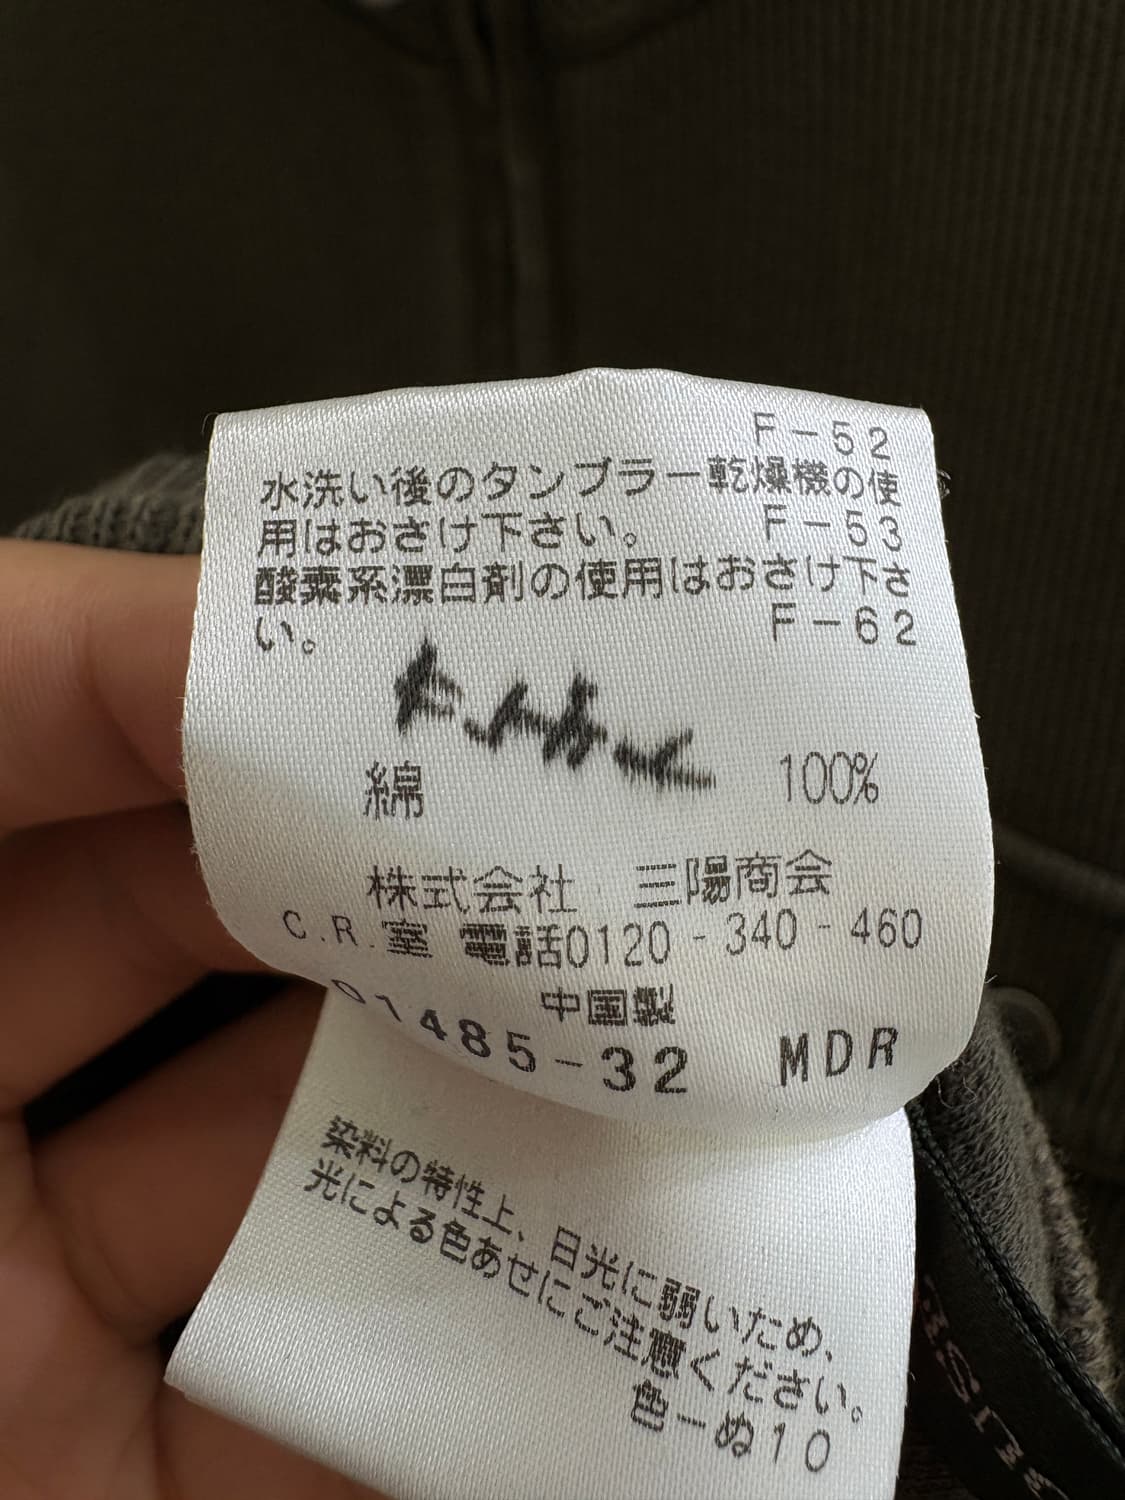 F-52
水洗い後のタンブラー乾燥機の使
用はおさけ下さい。 F-53
酸素系漂白剤の使用はおさけ下さ
い。 F-62
綿 100%
株式会社 三陽商会
C.R.室 電話0120-340-460
中国製
01485-32 MDR
染料の特性上、日光に弱いため、
光による色あせにご注意ください。
色-ぬ10